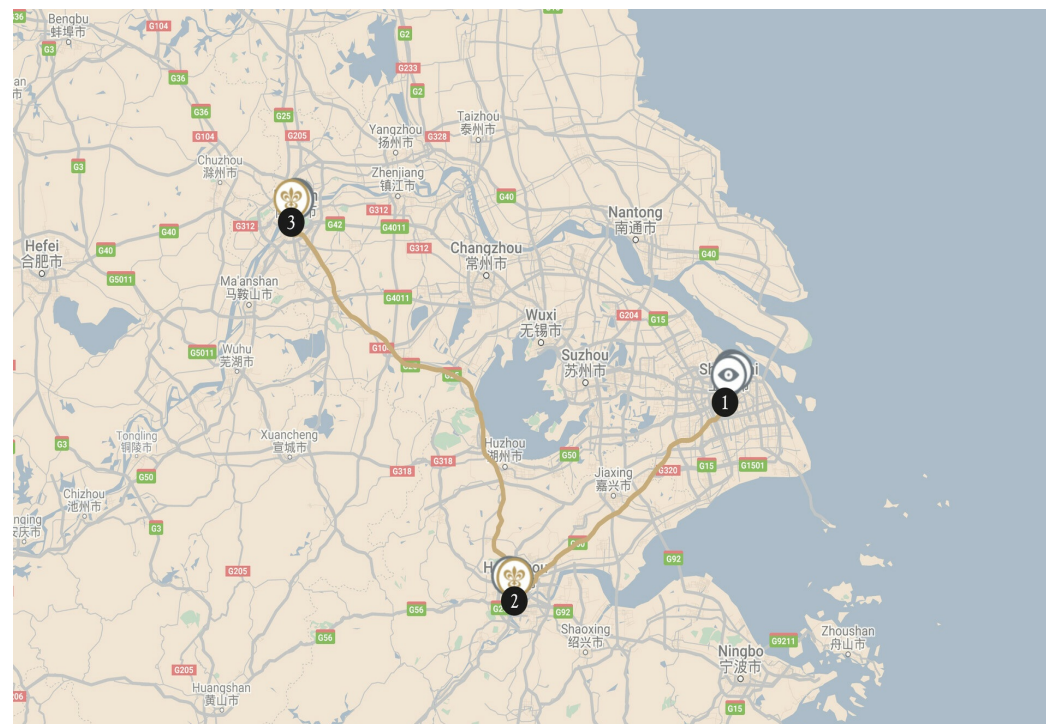 Bengbu
蚌埠市
G104
G3
G36
G2
G233
G2
G36
G36
G25
G104
G205
Taizhou
泰州市
Yangzhou
扬州市
G328
G3
Chuzhou
滁州市
Zhenjiang
镇江市
G40
3
G312
G42
G312
G4011
G312
Nantong
南通市
Hefei
合肥市
G40
G40
G5011
Changzhou
常州市
G40
Ma'anshan
马鞍山市
G4011
Wuxi
无锡市
G204
G15
G5011
Wuhu
芜湖市
Suzhou
苏州市
1
Tongling
铜陵市
G3
Xuancheng
宣城市
Huzhou
湖州市
G50
G318
G318
G50
G320
G15
G1501
Jiaxing
嘉兴市
Chizhou
池州市
G3
安庆市
G92
G205
2
G56
G56
G92
Shaoxing
绍兴市
G9211
Zhoushan
舟山市
Ningbo
宁波市
G205
Huangshan
黄山市
G3
G15